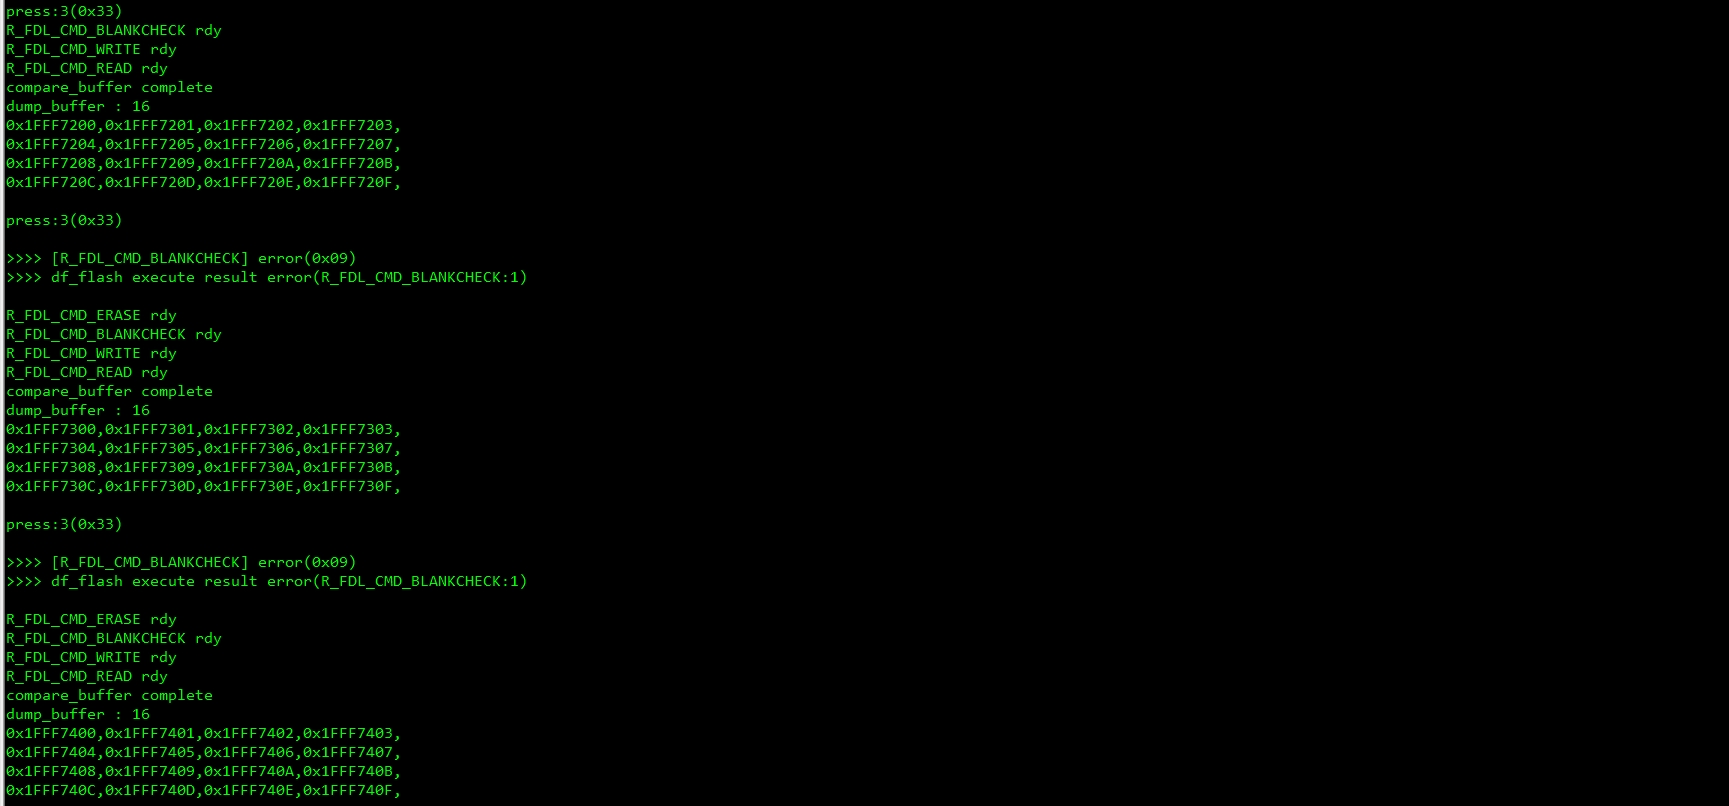 press:3(0x33)
R_FDL_CMD_BLANKCHECK rdy
R_FDL_CMD_WRITE rdy
R_FDL_CMD_READ rdy
compare_buffer complete
dump_buffer : 16
0x1FFF7200,0x1FFF7201,0x1FFF7202,0x1FFF7203,
0x1FFF7204,0x1FFF7205,0x1FFF7206,0x1FFF7207,
0x1FFF7208,0x1FFF7209,0x1FFF720A,0x1FFF720B,
0x1FFF720C,0x1FFF720D,0x1FFF720E,0x1FFF720F,
press:3(0x33)
>>>> [R_FDL_CMD_BLANKCHECK] error(0x09)
>>>> df_flash execute result error(R_FDL_CMD_BLANKCHECK:1)
R_FDL_CMD_ERASE rdy
R_FDL_CMD_BLANKCHECK rdy
R_FDL_CMD_WRITE rdy
R_FDL_CMD_READ rdy
compare_buffer complete
dump_buffer : 16
0x1FFF7300,0x1FFF7301,0x1FFF7302,0x1FFF7303,
0x1FFF7304,0x1FFF7305,0x1FFF7306,0x1FFF7307,
0x1FFF7308,0x1FFF7309,0x1FFF730A,0x1FFF730B,
0x1FFF730C,0x1FFF730D,0x1FFF730E,0x1FFF730F,
press:3(0x33)
>>>> [R_FDL_CMD_BLANKCHECK] error(0x09)
>>>> df_flash execute result error(R_FDL_CMD_BLANKCHECK:1)
R_FDL_CMD_ERASE rdy
R_FDL_CMD_BLANKCHECK rdy
R_FDL_CMD_WRITE rdy
R_FDL_CMD_READ rdy
compare_buffer complete
dump_buffer : 16
0x1FFF7400,0x1FFF7401,0x1FFF7402,0x1FFF7403,
0x1FFF7404,0x1FFF7405,0x1FFF7406,0x1FFF7407,
0x1FFF7408,0x1FFF7409,0x1FFF740A,0x1FFF740B,
0x1FFF740C,0x1FFF740D,0x1FFF740E,0x1FFF740F,